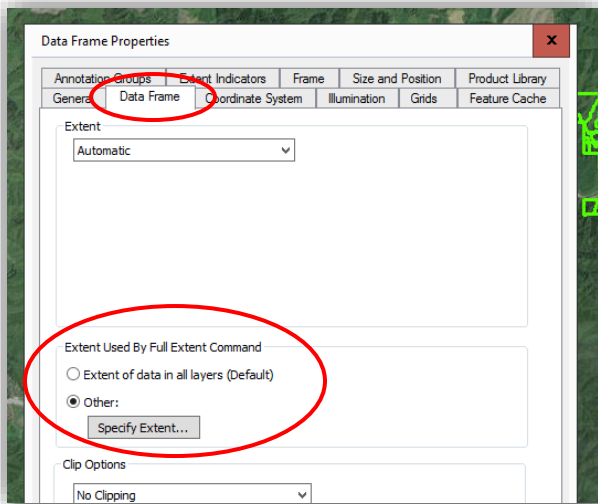 Data Frame Properties
x
Annotation Groups Extent Indicators Frame Size and Position Product Library
General Data Frame Coordinate System Illumination Grids Feature Cache
Extent
Automatic
Extent Used By Full Extent Command
Extent of data in all layers (Default)
Other:
Specify Extent...
Clip Options
No Clipping